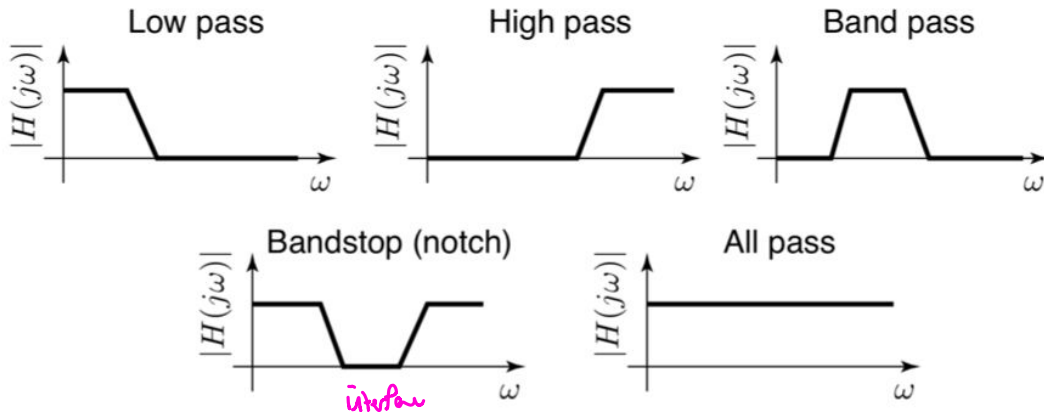 Low pass
|H(jω)|
ω
High pass
|H(jω)|
ω
Band pass
|H(jω)|
ω
Bandstop (notch)
|H(jω)|
ω
All pass
|H(jω)|
ω